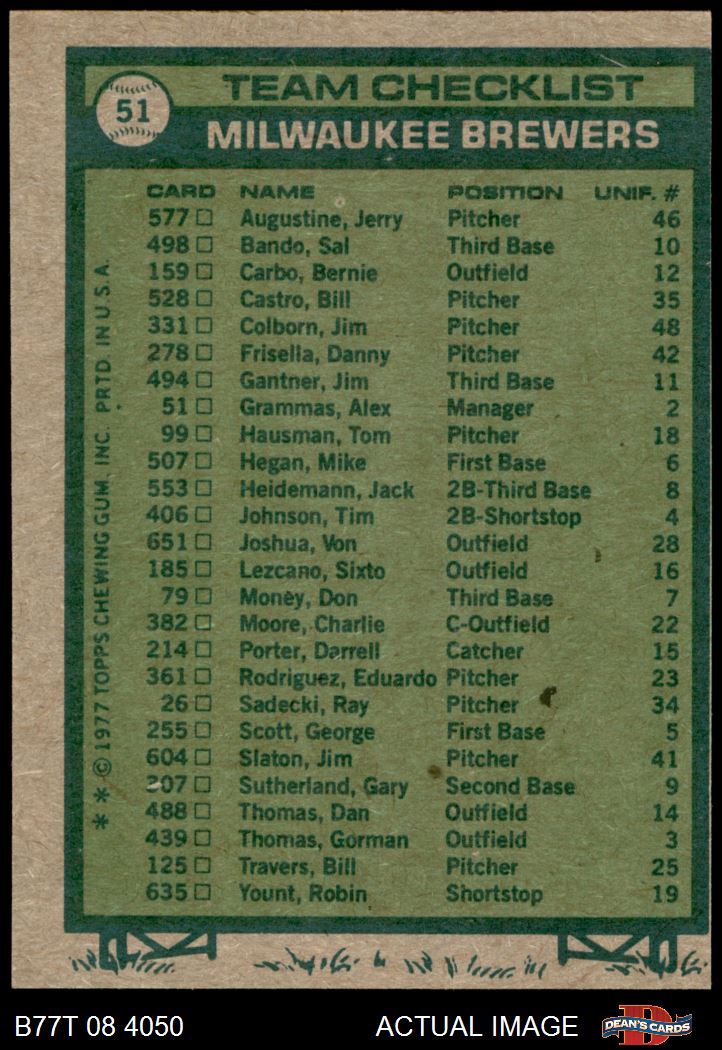 51
TEAM CHECKLIST
MILWAUKEE BREWERS
CARD NAME POSITION UNIF. #
577 Augustine, Jerry Pitcher 46
498 Bando, Sal Third Base 10
159 Carbo, Bernie Outfield 12
528 Castro, Bill Pitcher 35
331 Colborn, Jim Pitcher 48
278 Frisella, Danny Pitcher 42
494 Gantner, Jim Third Base 11
51 Grammas, Alex Manager 2
99 Hausman, Tom Pitcher 18
507 Hegan, Mike First Base 6
553 Heidemann, Jack 2B-Third Base 8
406 Johnson, Tim 2B-Shortstop 4
651 Joshua, Von Outfield 28
185 Lezcano, Sixto Outfield 16
79 Money, Don Third Base 7
382 Moore, Charlie C-Outfield 22
214 Porter, Darrell Catcher 15
361 Rodriguez, Eduardo Pitcher 23
26 Sadecki, Ray Pitcher 34
255 Scott, George First Base 5
604 Slaton, Jim Pitcher 41
307 Sutherland, Gary Second Base 9
488 Thomas, Dan Outfield 14
439 Thomas, Gorman Outfield 3
125 Travers, Bill Pitcher 25
635 Yount, Robin Shortstop 19
* * © 1977 TOPPS CHEWING GUM, INC. PRTD. IN U.S.A.
B77T 08 4050 ACTUAL IMAGE
DEAN'S CARDS